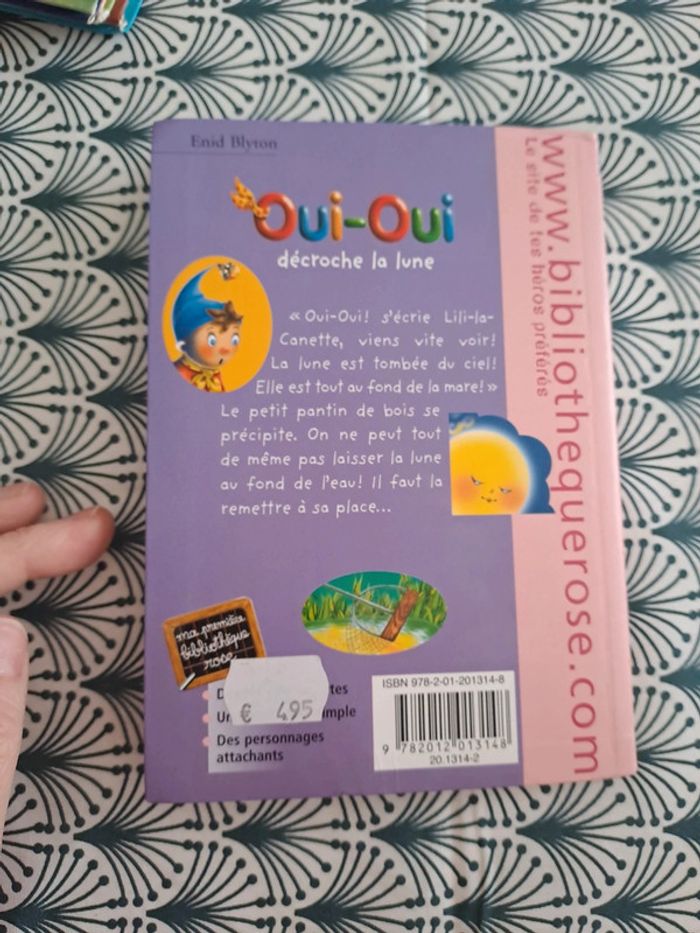 Enid Blyton
Oui-Oui
décroche la lune
« Oui-Oui! s'écrie Lili-la-
Canette, viens vite voir!
La lune est tombée du ciel!
Elle est tout au fond de la mare! »
Le petit pantin de bois se
précipite. On ne peut tout
de même pas laisser la lune
au fond de l'eau! Il faut la
remettre à sa place...
www.bibliothequerose.com
Le site de tes héros préférés
ma première
bibliothèque
rose
€ 495
Des personnages
attachants
ISBN 978-2-01-201314-8
9 782012 013148
20.1314-2